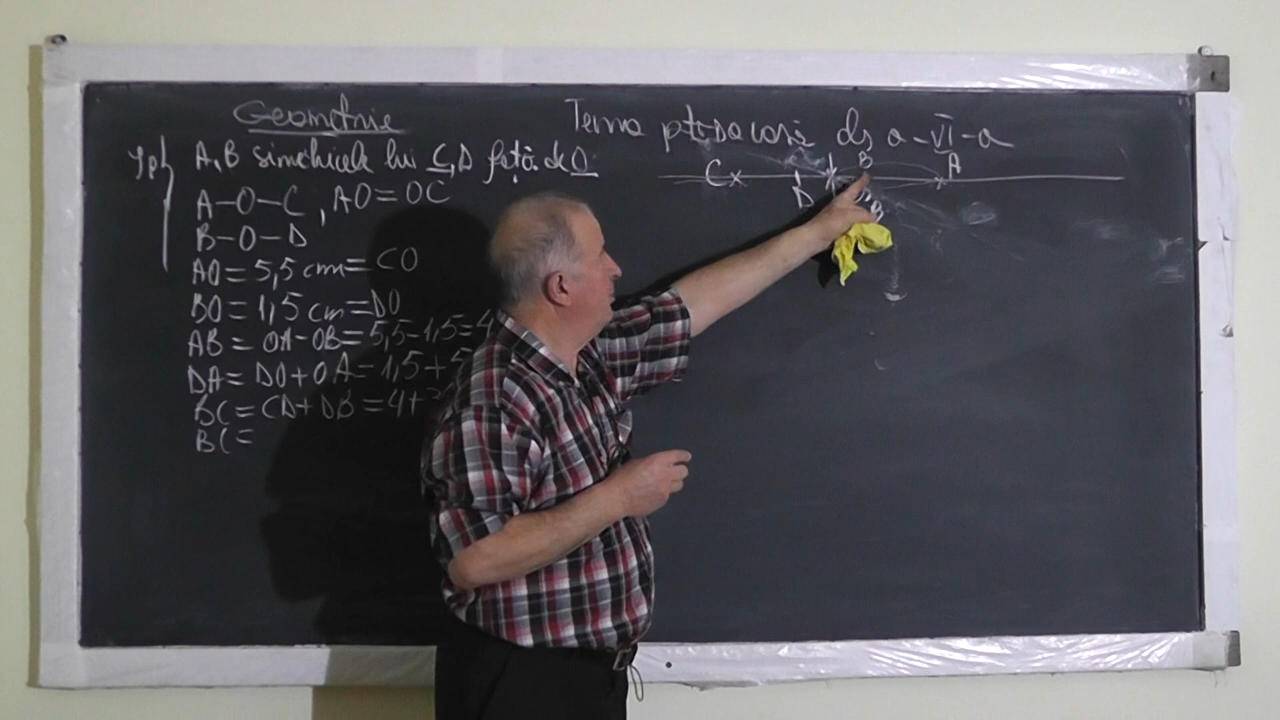 Geometrie
Tema pt. acasă cls a-VI-a
Ip
A,B simetricele lui C,D față de O
A-O-C, AO=OC
B-O-D
AO=5,5 cm=CO
BO=1,5 cm=DO
AB= OA-OB=5,5-1,5=4
DA=DO+OA=1,5+5
BC=CD+DB=4+
BC=
C
D
B
A
B